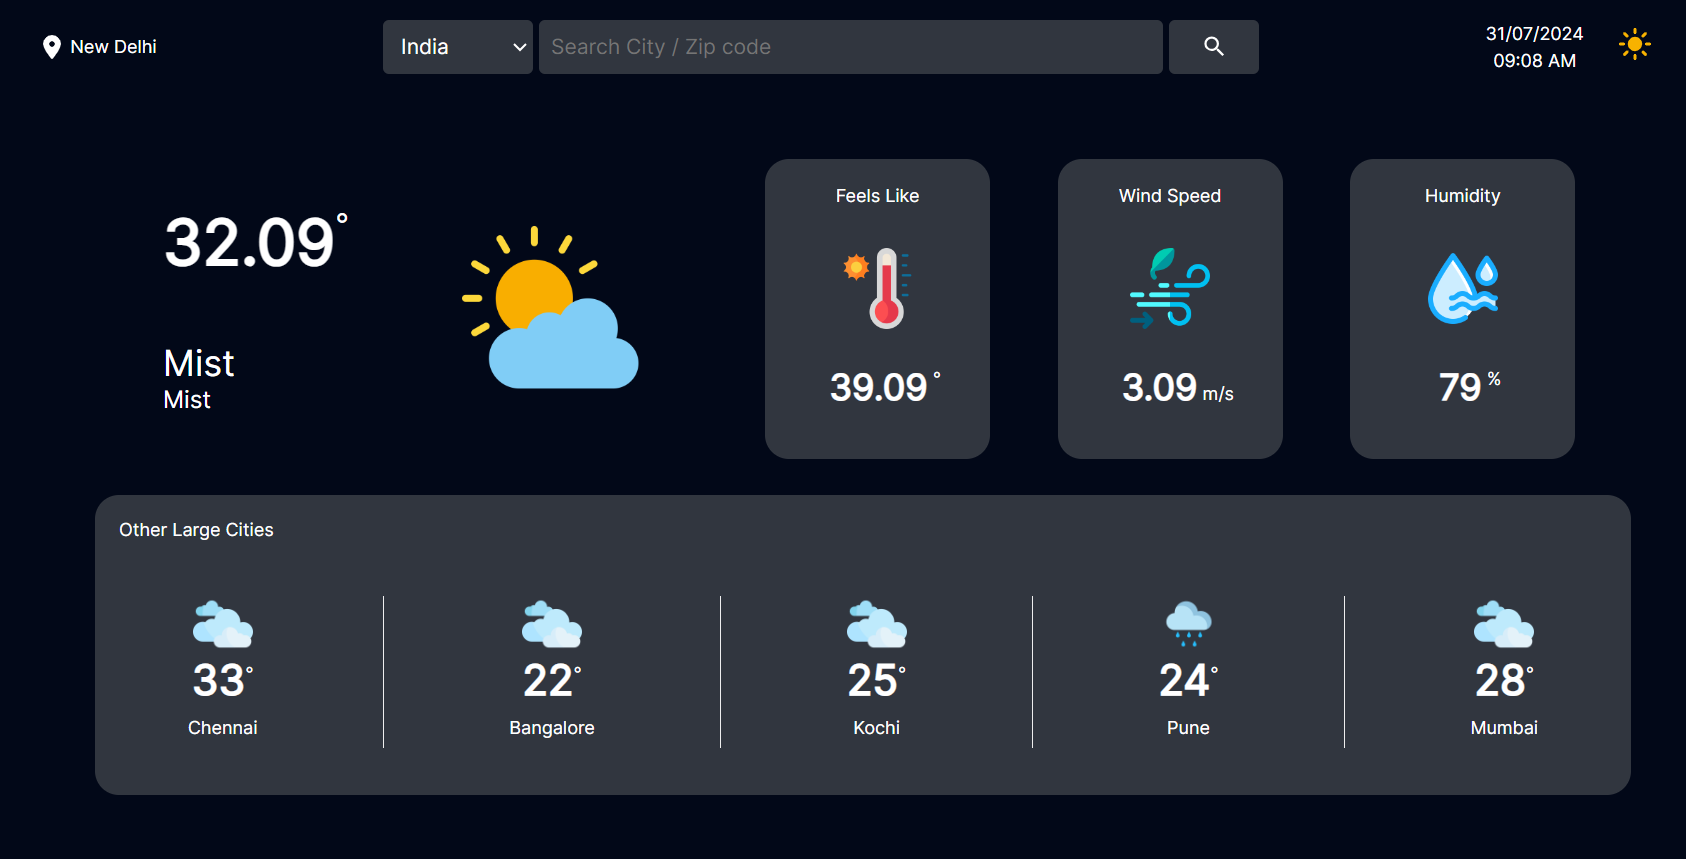 New Delhi
India
Search City / Zip code
31/07/2024
09:08 AM
32.09°
Mist
Mist
Feels Like
39.09 °
Wind Speed
3.09 m/s
Humidity
79 %
Other Large Cities
33°
Chennai
22°
Bangalore
25°
Kochi
24°
Pune
28°
Mumbai